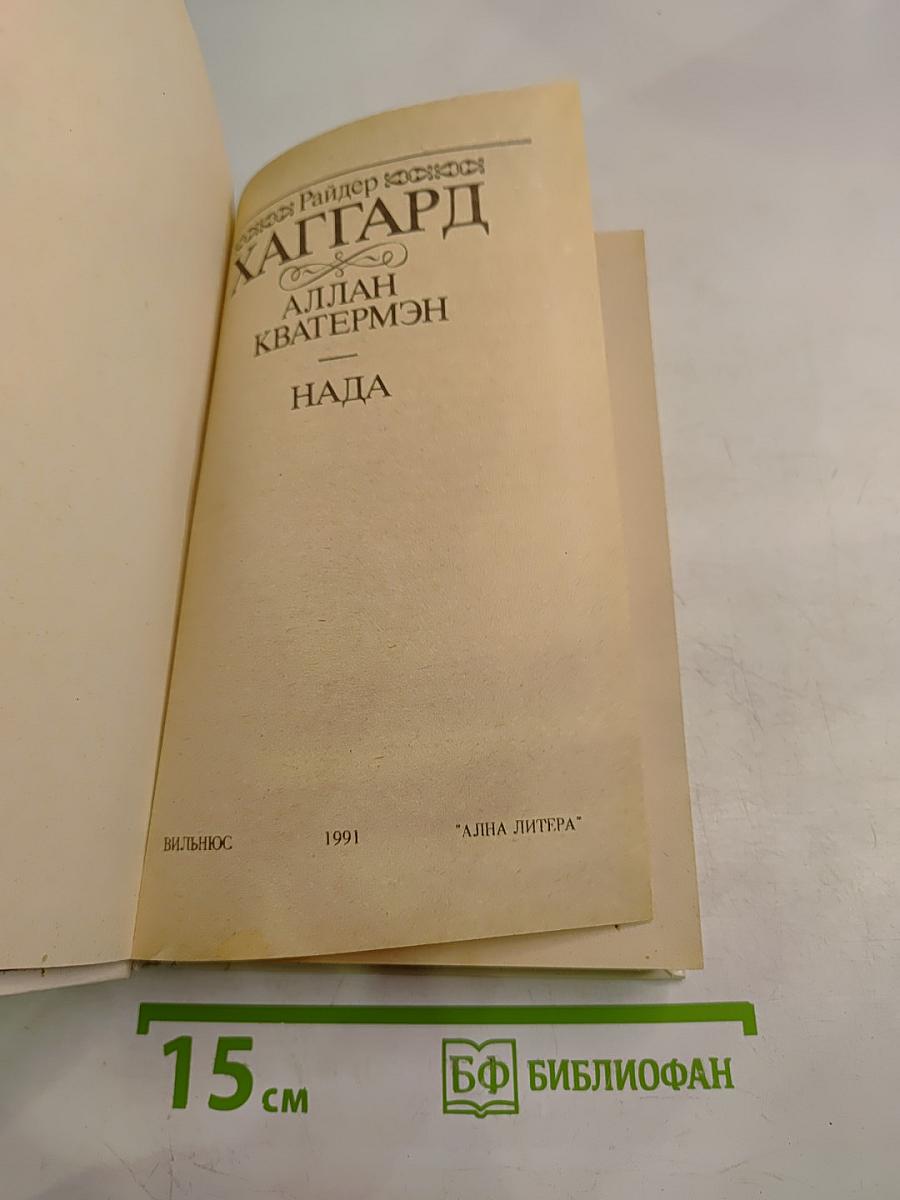 Райдер
ХАГГАРД
АЛЛАН
КВАТЕРМЭН
НАДА
ВИЛЬНЮС 1991 "АЛНА ЛИТЕРА"
15 см
БФ БИБЛИОФАН